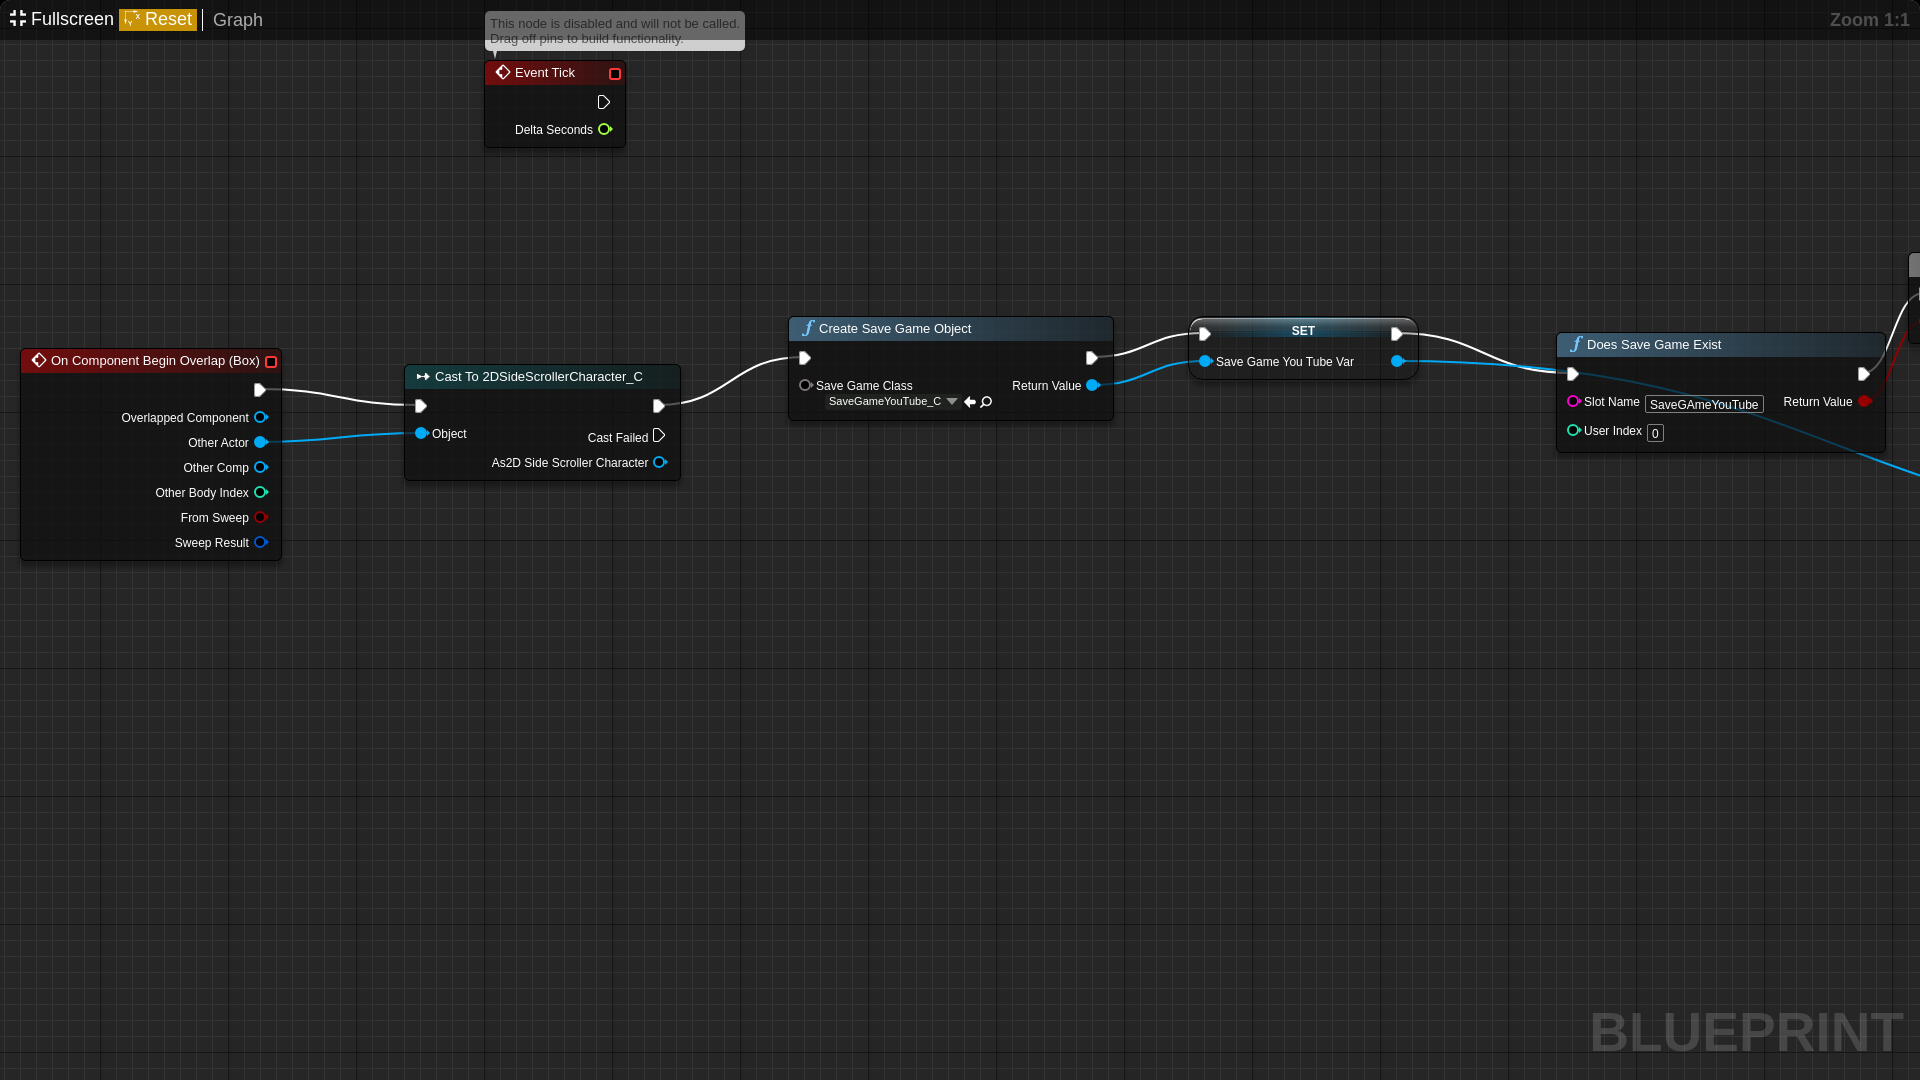 Fullscreen Reset Graph Zoom 1:1
This node is disabled and will not be called.
Drag off pins to build functionality.
Event Tick
Delta Seconds
On Component Begin Overlap (Box)
Overlapped Component
Other Actor
Other Comp
Other Body Index
From Sweep
Sweep Result
Cast To 2DSideScrollerCharacter_C
Object
Cast Failed
As2D Side Scroller Character
Create Save Game Object
Save Game Class
SaveGameYouTube_C
Return Value
SET
Save Game You Tube Var
Does Save Game Exist
Slot Name SaveGAmeYouTube Return Value
User Index 0
BLUEPRINT